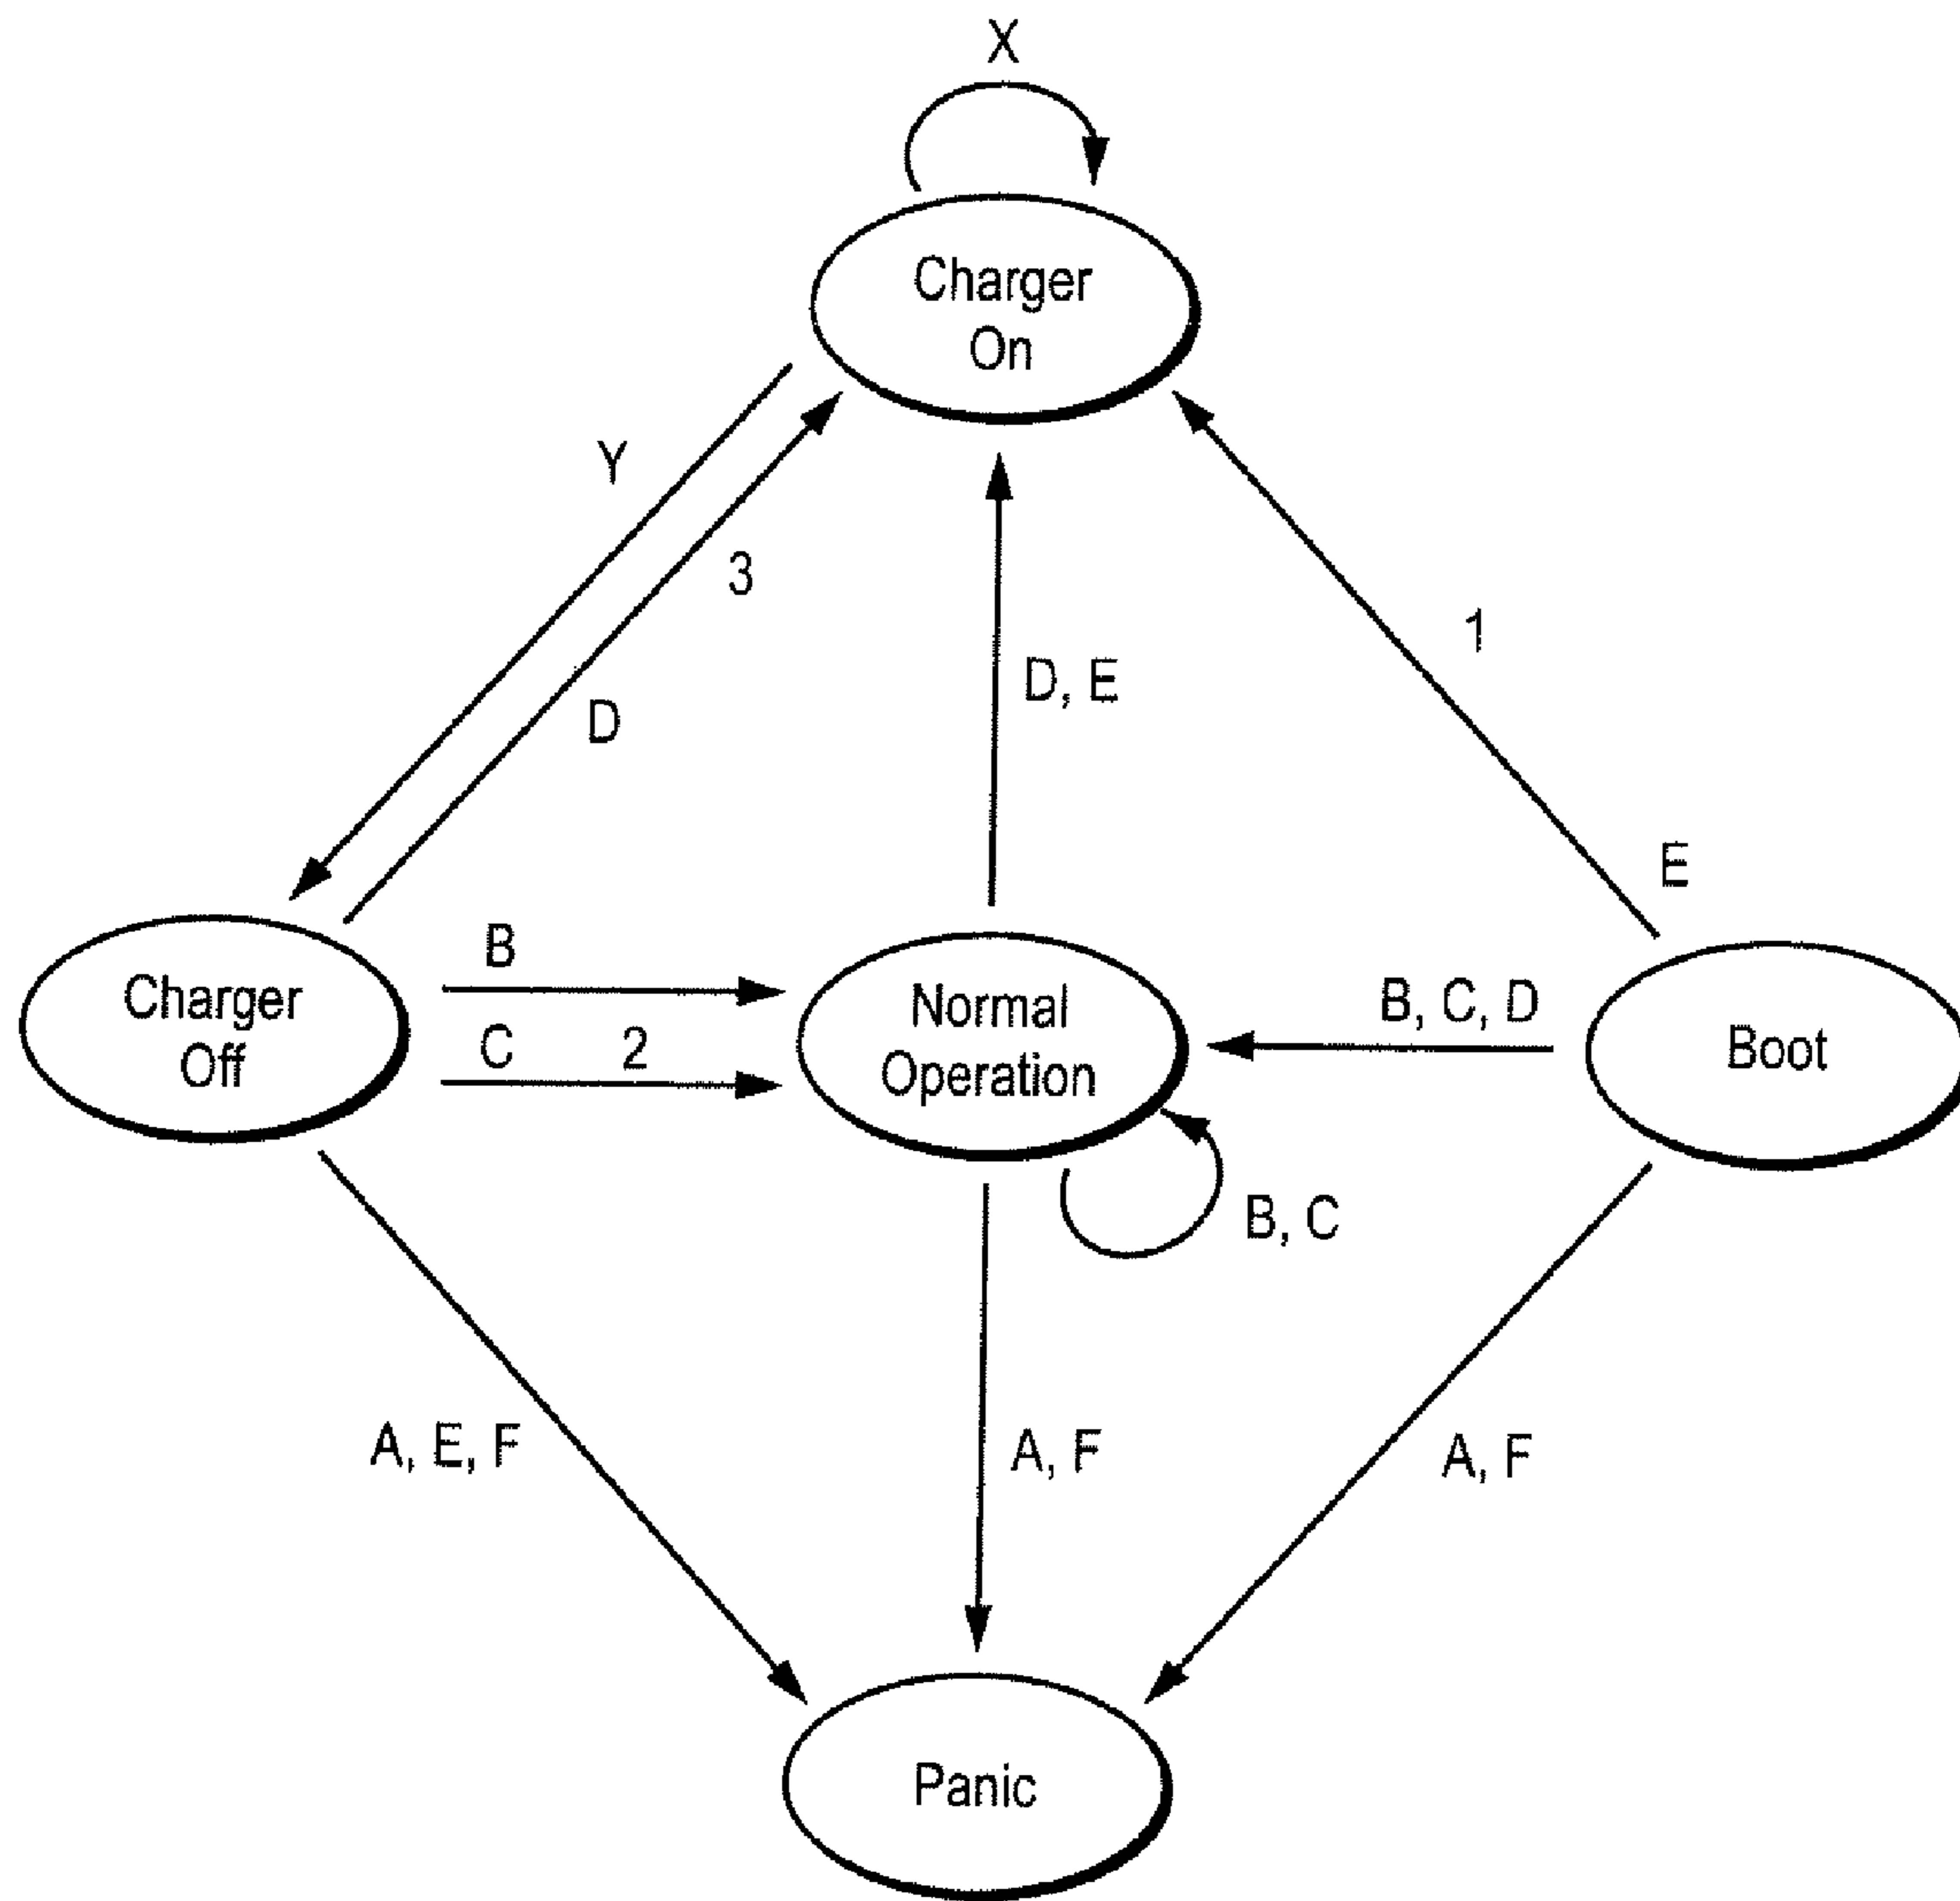 X
Charger
On
Y
3
1
D, E
D
E
B
Charger
Off
C 2
Normal
Operation
B, C, D
Boot
B, C
A, E, F
A, F
A, F
Panic